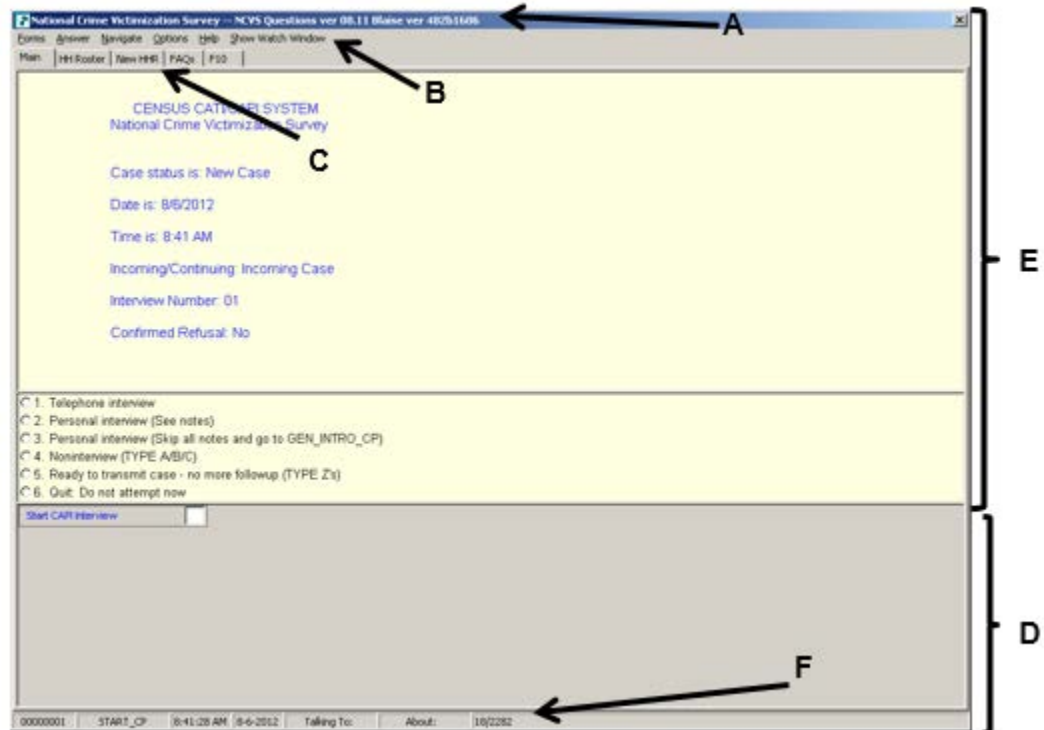 National Crime Victimization Survey -- NCVS Questions ver 08.11 Blaise ver 482b1606
A
Forms Answer Navigate Options Help Show Watch Window
B
Main HH Roster New HHR FAQs F10
C
CENSUS CATI/CAPI SYSTEM
National Crime Victimization Survey
Case status is: New Case
Date is: 8/6/2012
Time is: 8:41 AM
Incoming/Continuing: Incoming Case
E
Interview Number: 01
Confirmed Refusal: No
1. Telephone interview
2. Personal interview (See notes)
3. Personal interview (Skip all notes and go to GEN_INTRO_CP)
4. Noninterview (TYPE A/B/C)
5. Ready to transmit case - no more followup (TYPE Z's)
6. Quit: Do not attempt now
Start CAPI Interview
D
F
00000001 START_CP 8:41:28 AM 8-6-2012 Talking To: About: 18/2282